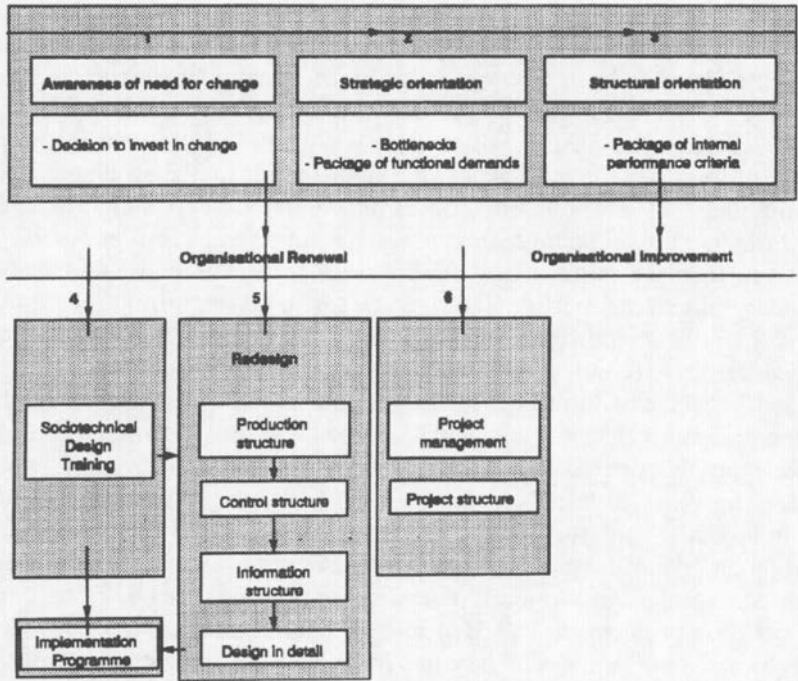 1
2
3
Awareness of need for change
Strategic orientation
Structural orientation
- Decision to invest in change
- Bottlenecks
- Package of functional demands
- Package of internal
performance criteria
Organisational Renewal
Organisational Improvement
4
5
6
Redesign
Sociotechnical
Design
Training
Production
structure
Control structure
Information
structure
Design in detail
Project
management
Project structure
Implementation
Programme